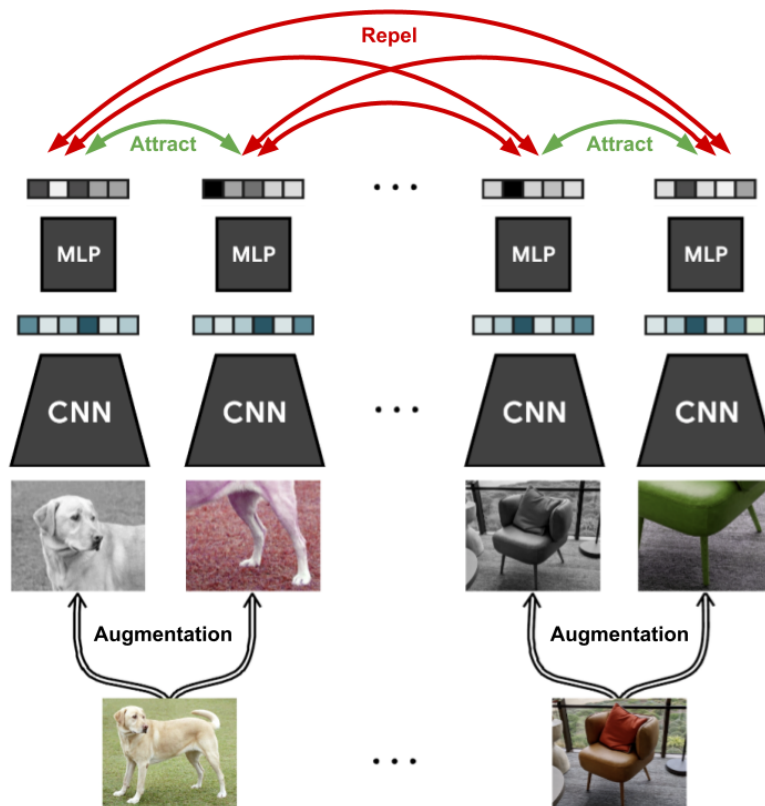 Repel
Attract
Attract
. . .
MLP
MLP
MLP
MLP
CNN
CNN
. . .
CNN
CNN
Augmentation
Augmentation
. . .